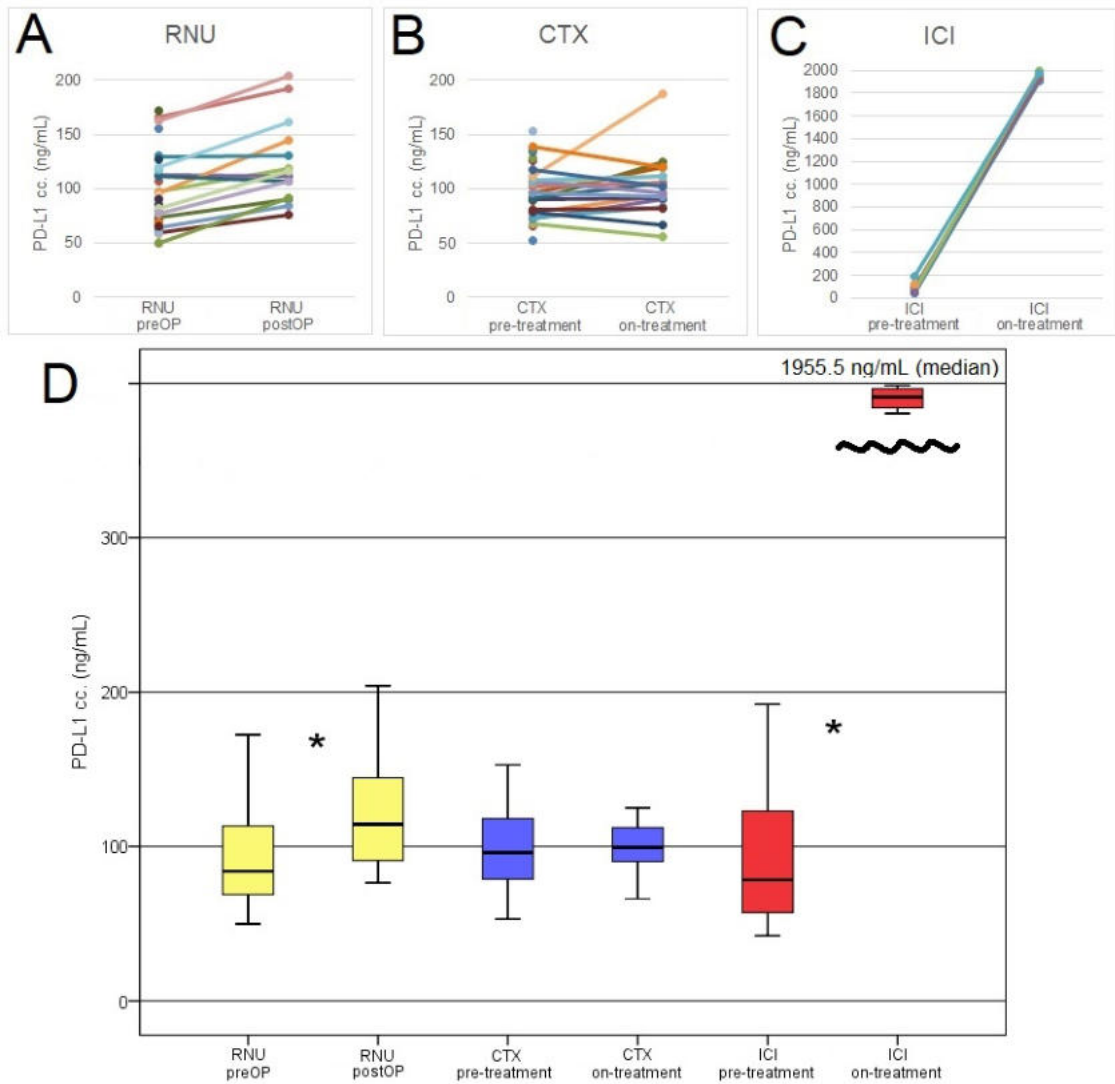 A
RNU
PD-L1 cc. (ng/mL)
200
150
100
50
0
RNU
preOP
RNU
postOP
B
CTX
PD-L1 cc. (ng/mL)
200
150
100
50
0
CTX
pre-treatment
CTX
on-treatment
C
ICI
PD-L1 cc. (ng/mL)
2000
1800
1600
1400
1200
1000
800
600
400
200
0
ICI
pre-treatment
ICI
on-treatment
D
1955.5 ng/mL (median)
PD-L1 cc. (ng/mL)
300
200
100
0
*
*
RNU
preOP
RNU
postOP
CTX
pre-treatment
CTX
on-treatment
ICI
pre-treatment
ICI
on-treatment